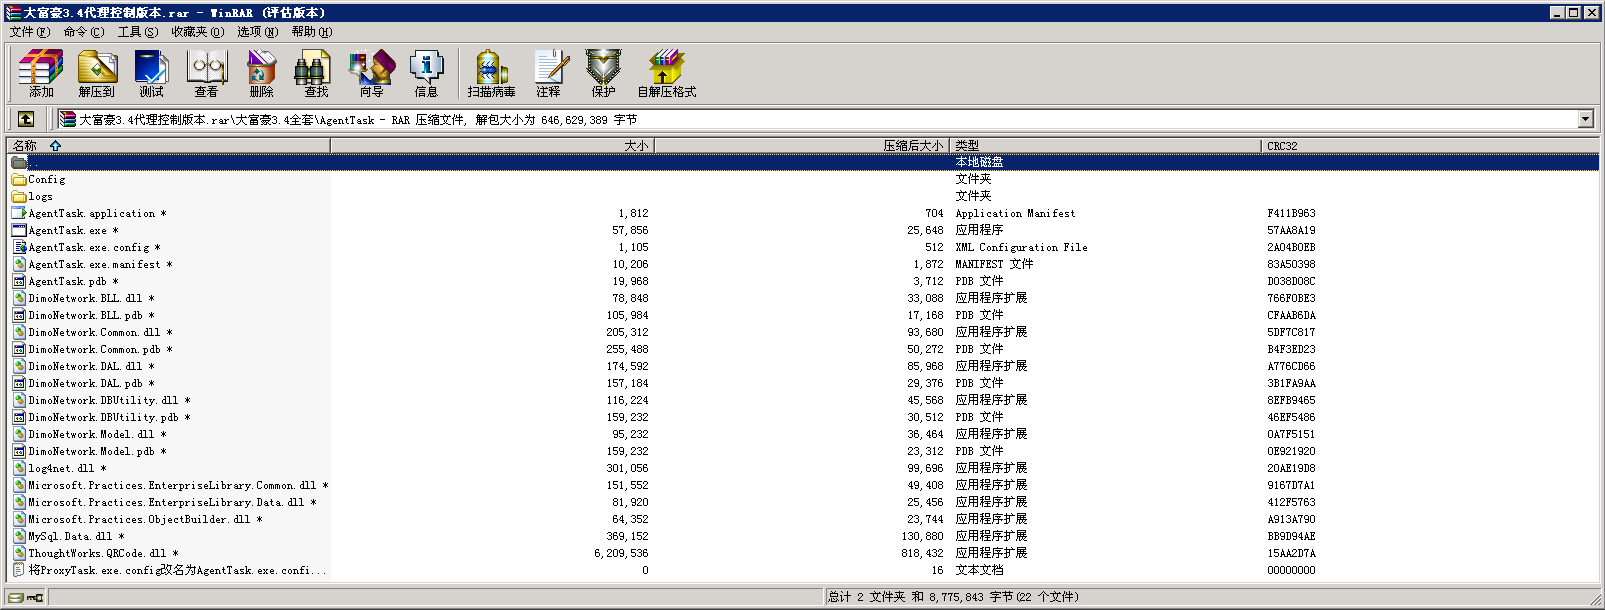 大富豪3.4代理控制版本.rar - WinRAR (评估版本)
文件(F) 命令(C) 工具(S) 收藏夹(O) 选项(N) 帮助(H)
添加 解压到 测试 查看 删除 查找 向导 信息 扫描病毒 注释 保护 自解压格式
大富豪3.4代理控制版本.rar\大富豪3.4全套\AgentTask - RAR 压缩文件, 解包大小为 646,629,389 字节
名称 大小 压缩后大小 类型 CRC32
.. 本地磁盘
Config 文件夹
logs 文件夹
AgentTask.application * 1,812 704 Application Manifest F411B963
AgentTask.exe * 57,856 25,648 应用程序 57AA8A19
AgentTask.exe.config * 1,105 512 XML Configuration File 2A04B0EB
AgentTask.exe.manifest * 10,206 1,872 MANIFEST 文件 83A50398
AgentTask.pdb * 19,968 3,712 PDB 文件 D038D08C
DimoNetwork.BLL.dll * 78,848 33,088 应用程序扩展 766F0BE3
DimoNetwork.BLL.pdb * 105,984 17,168 PDB 文件 CFAAB6DA
DimoNetwork.Common.dll * 205,312 93,680 应用程序扩展 5DF7C817
DimoNetwork.Common.pdb * 255,488 50,272 PDB 文件 B4F3ED23
DimoNetwork.DAL.dll * 174,592 85,968 应用程序扩展 A776CD66
DimoNetwork.DAL.pdb * 157,184 29,376 PDB 文件 3B1FA9AA
DimoNetwork.DBUtility.dll * 116,224 45,568 应用程序扩展 8EFB9465
DimoNetwork.DBUtility.pdb * 159,232 30,512 PDB 文件 46EF5486
DimoNetwork.Model.dll * 95,232 36,464 应用程序扩展 0A7F5151
DimoNetwork.Model.pdb * 159,232 23,312 PDB 文件 0E921920
log4net.dll * 301,056 99,696 应用程序扩展 20AE19D8
Microsoft.Practices.EnterpriseLibrary.Common.dll * 151,552 49,408 应用程序扩展 9167D7A1
Microsoft.Practices.EnterpriseLibrary.Data.dll * 81,920 25,456 应用程序扩展 412F5763
Microsoft.Practices.ObjectBuilder.dll * 64,352 23,744 应用程序扩展 A913A790
MySql.Data.dll * 369,152 130,880 应用程序扩展 BB9D94AE
ThoughtWorks.QRCode.dll * 6,209,536 818,432 应用程序扩展 15AA2D7A
将ProxyTask.exe.config改名为AgentTask.exe.confi... 0 16 文本文档 00000000
总计 2 文件夹 和 8,775,843 字节(22 个文件)